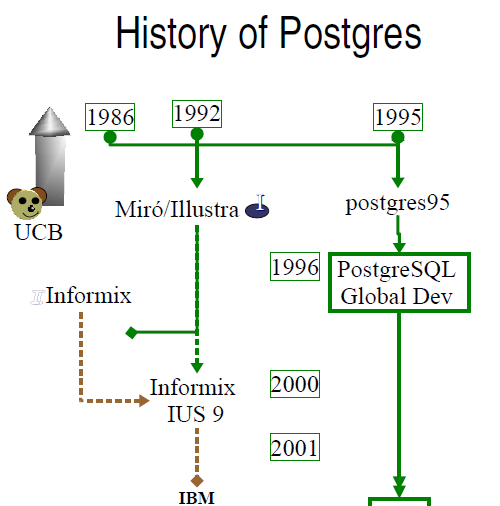 History of Postgres
1986
1992
1995
UCB
Miró/Illustra
I
postgres95
1996
PostgreSQL
Global Dev
Informix
Informix
IUS 9
2000
2001
IBM